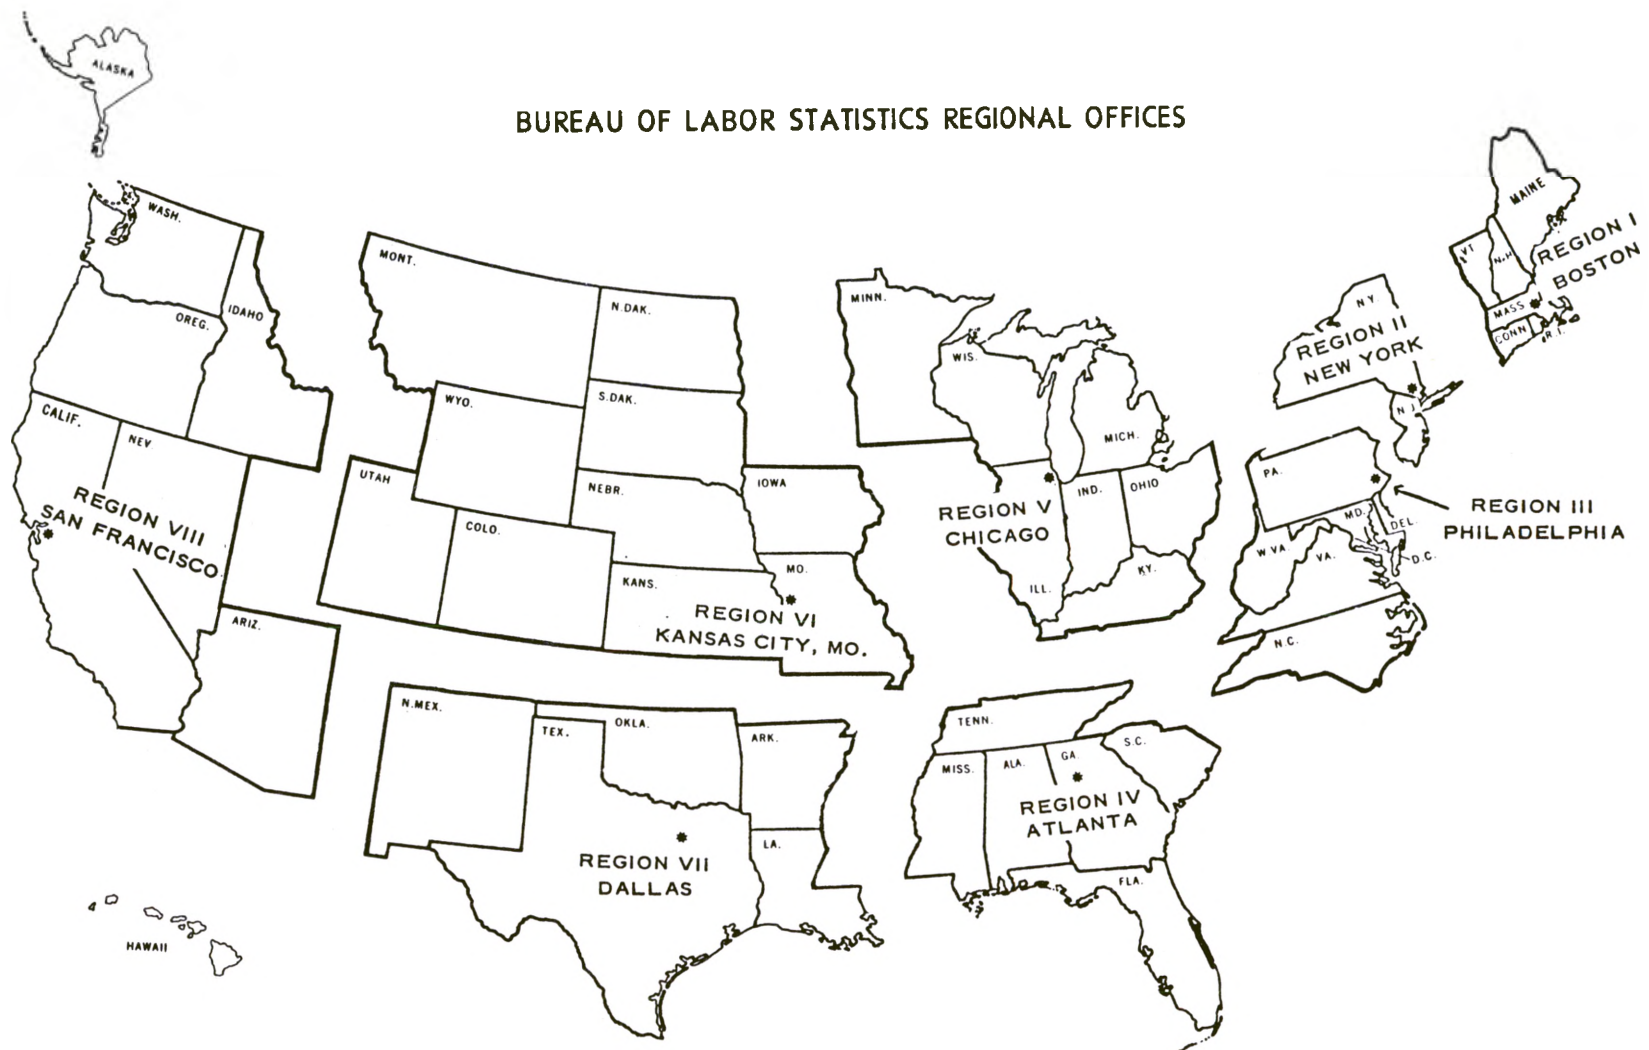 ALASKA
BUREAU OF LABOR STATISTICS REGIONAL OFFICES
WASH.
IDAHO
OREG.
CALIF.
NEV.
REGION VIII
SAN FRANCISCO
ARIZ.
HAWAII
MONT.
N.DAK.
WYO.
S.DAK.
UTAH
NEBR.
IOWA
COLO.
KANS.
MO.
REGION VI
KANSAS CITY, MO.
N.MEX.
TEX.
OKLA.
ARK.
LA.
REGION VII
DALLAS
MINN.
WIS.
MICH.
IND.
OHIO
REGION V
CHICAGO
ILL.
KY.
TENN.
MISS.
ALA.
GA.
S.C.
REGION IV
ATLANTA
FLA.
MAINE
VT.
N.H.
REGION I
BOSTON
MASS.
CONN.
R.I.
N.Y.
REGION II
NEW YORK
N.J.
PA.
REGION III
PHILADELPHIA
MD.
DEL.
W VA.
VA.
D.C.
N.C.